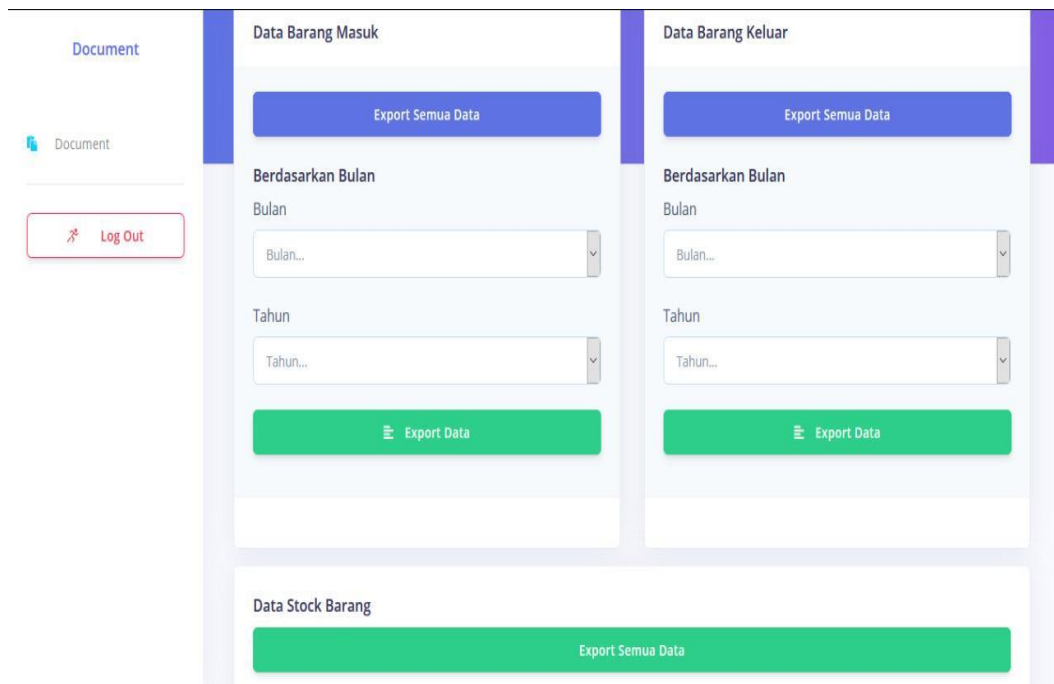 Document
Document
Log Out
Data Barang Masuk
Export Semua Data
Berdasarkan Bulan
Bulan
Bulan...
Tahun
Tahun...
Export Data
Data Barang Keluar
Export Semua Data
Berdasarkan Bulan
Bulan
Bulan...
Tahun
Tahun...
Export Data
Data Stock Barang
Export Semua Data